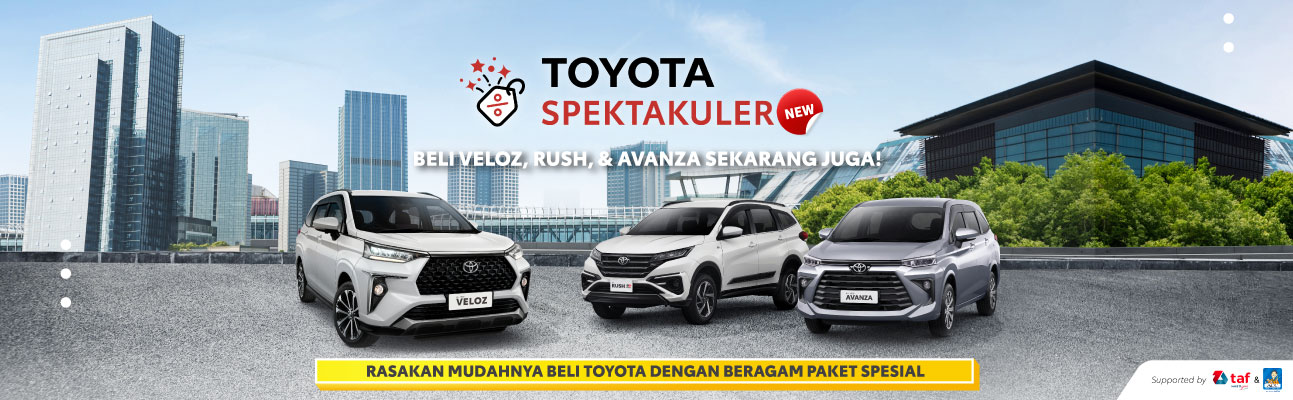 TOYOTA
SPEKTAKULER NEW
BELI VELOZ, RUSH, & AVANZA SEKARANG JUGA!
VELOZ
RUSH
AVANZA
RASAKAN MUDAHNYA BELI TOYOTA DENGAN BERAGAM PAKET SPESIAL
Supported by taf &